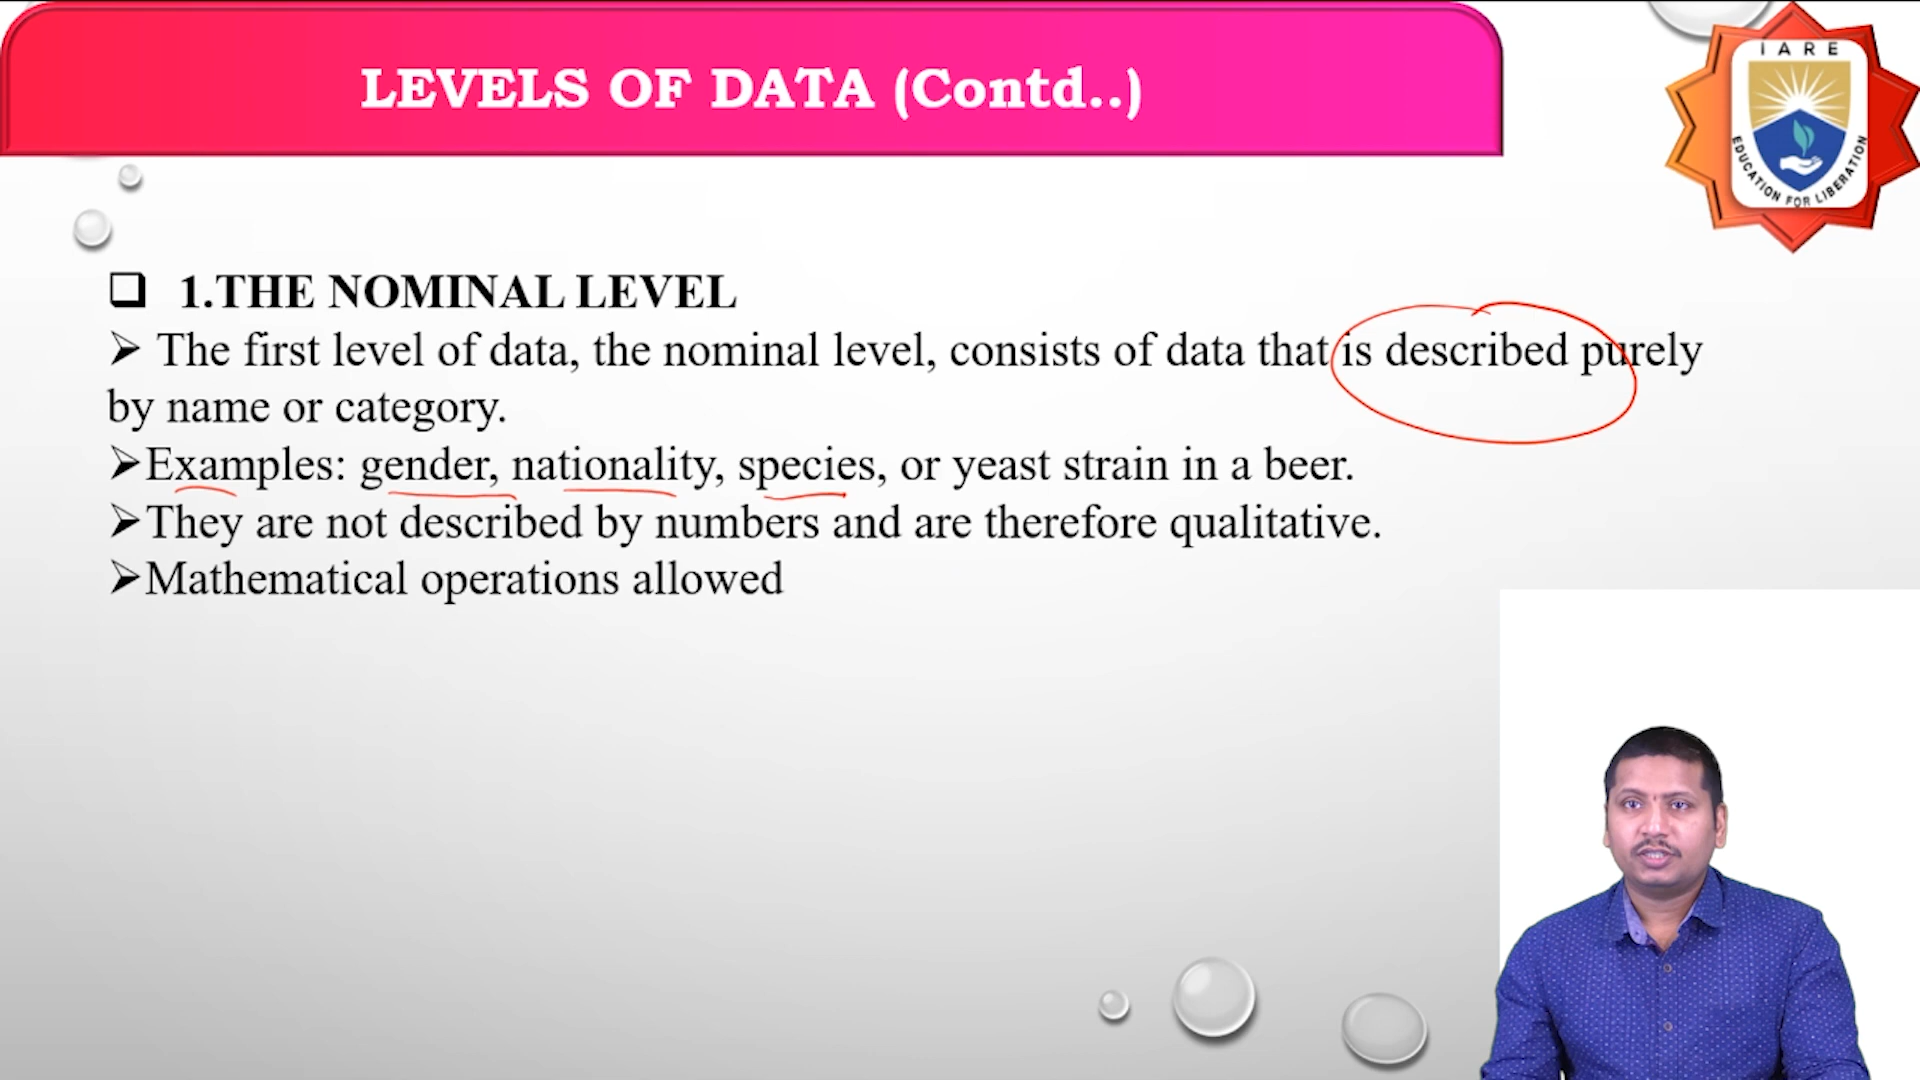 LEVELS OF DATA (Contd..)
IARE
EDUCATION FOR LIBERATION
❑ 1.THE NOMINAL LEVEL
➢ The first level of data, the nominal level, consists of data that is described purely
by name or category.
➢Examples: gender, nationality, species, or yeast strain in a beer.
➢They are not described by numbers and are therefore qualitative.
➢Mathematical operations allowed